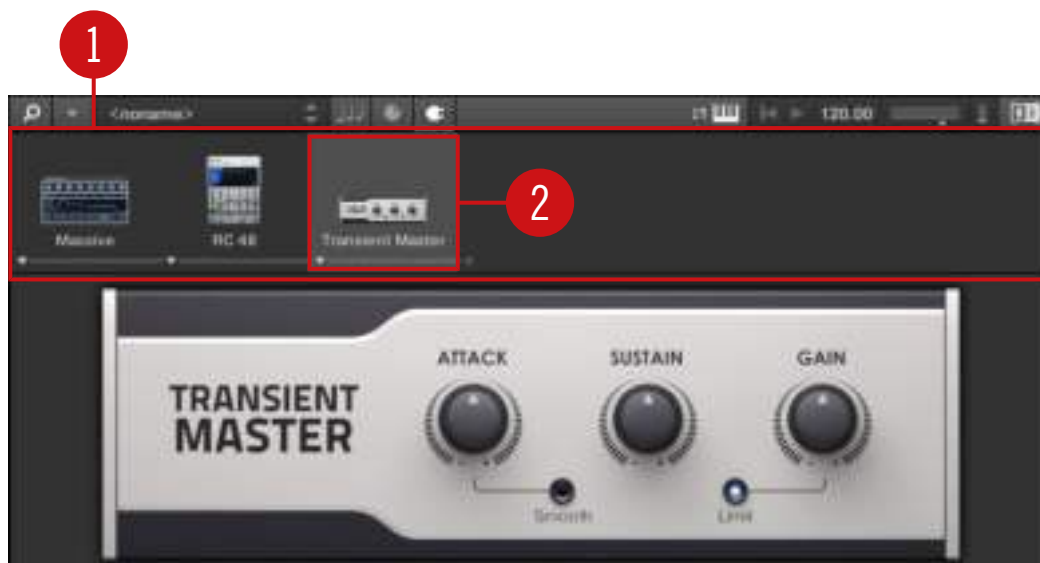 1
<noname>
120.00
2
Massive
RC 48
Transient Master
ATTACK
SUSTAIN
GAIN
TRANSIENT
MASTER
Smooth
Limit